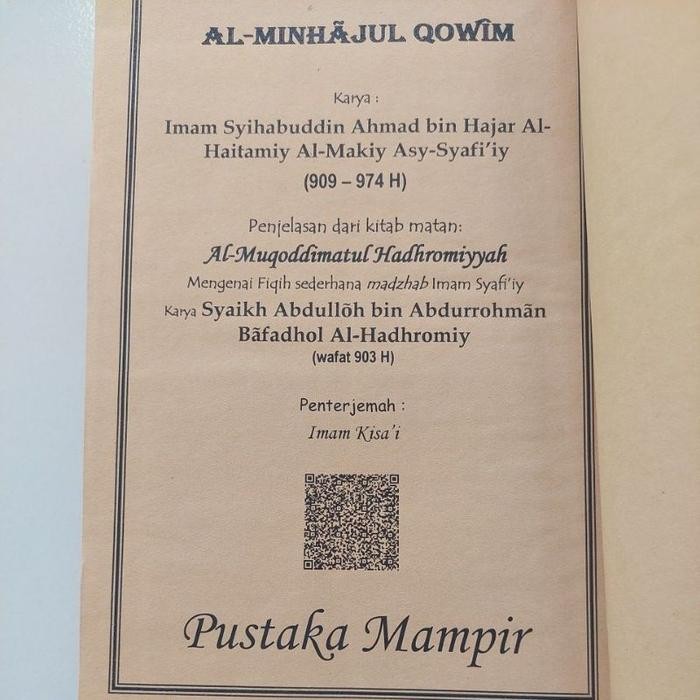 AL-MINHÃJUL QOWÎM
Karya :
Imam Syihabuddin Ahmad bin Hajar Al-
Haitamiy Al-Makiy Asy-Syafi'iy
(909 – 974 H)
Penjelasan dari kitab matan:
Al-Muqoddimatul Hadhromiyyah
Mengenai Fiqih sederhana madzhab Imam Syafi'iy
Karya Syaikh Abdullõh bin Abdurrohmãn
Bãfadhol Al-Hadhromiy
(wafat 903 H)
Penterjemah :
Imam Kisa'i
Pustaka Mampir